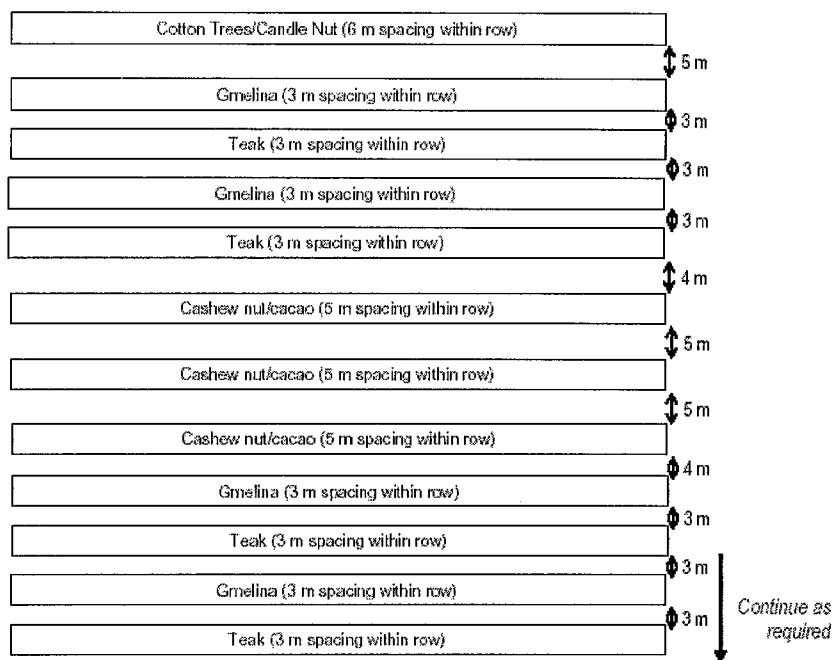 Cotton Trees/Candle Nut (6 m spacing within row)
5 m
Gmelina (3 m spacing within row)
3 m
Teak (3 m spacing within row)
3 m
Gmelina (3 m spacing within row)
3 m
Teak (3 m spacing within row)
4 m
Cashew nut/cacao (5 m spacing within row)
5 m
Cashew nut/cacao (5 m spacing within row)
5 m
Cashew nut/cacao (5 m spacing within row)
4 m
Gmelina (3 m spacing within row)
3 m
Teak (3 m spacing within row)
3 m
Gmelina (3 m spacing within row)
3 m
Teak (3 m spacing within row)
Continue as
required